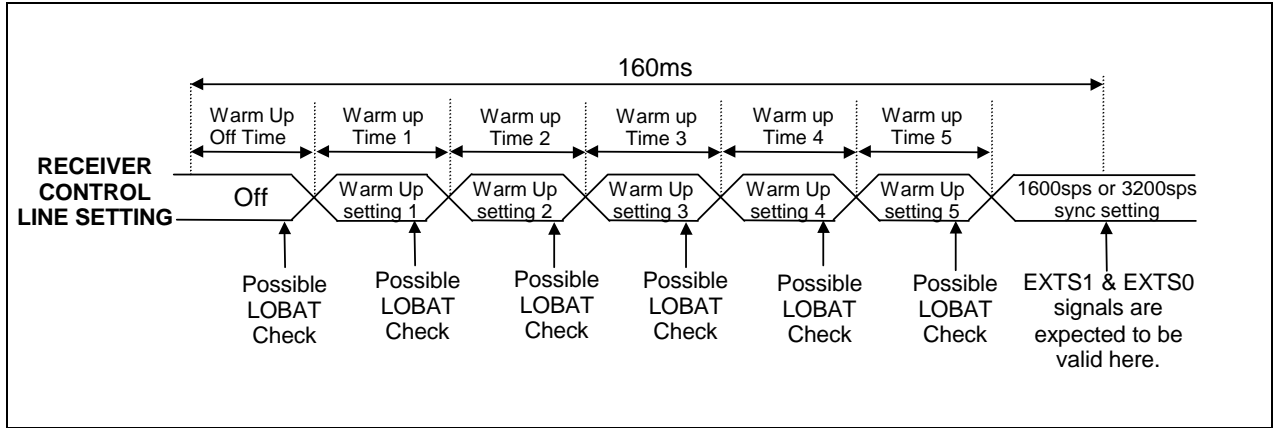 160ms
Warm Up
Off Time
Warm up
Time 1
Warm up
Time 2
Warm up
Time 3
Warm up
Time 4
Warm up
Time 5
RECEIVER
CONTROL
LINE SETTING
Off
Warm Up
setting 1
Warm Up
setting 2
Warm Up
setting 3
Warm Up
setting 4
Warm Up
setting 5
1600sps or 3200sps
sync setting
Possible
LOBAT
Check
Possible
LOBAT
Check
Possible
LOBAT
Check
Possible
LOBAT
Check
Possible
LOBAT
Check
Possible
LOBAT
Check
EXTS1 & EXTS0
signals are
expected to be
valid here.